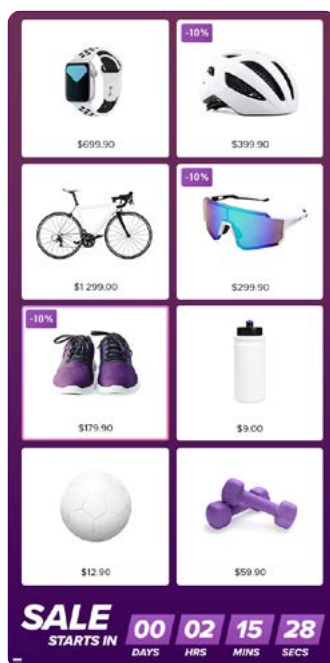 -10%
$699.90
$399.90
-10%
$1 299.00
$299.90
-10%
$179.90
$9.00
$12.90
$59.90
SALE
STARTS IN
00 02 15 28
DAYS HRS MINS SECS